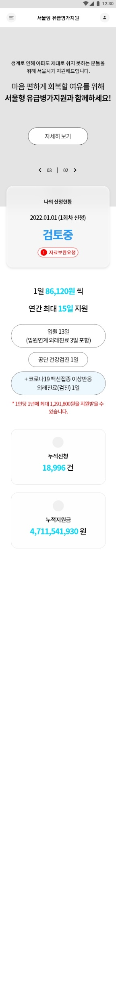 12:30
서울형 유급병가지원
생계로 인해 아파도 제대로 쉬지 못하는 분들을
위해 서울시가 지원해드립니다.
마음 편하게 회복할 여유를 위해
서울형 유급병가지원과 함께하세요!
자세히 보기
03 | 02
나의 신청현황
2022.01.01 (1회차 신청)
검토중
자료보완요청
1일 86,120원 씩
연간 최대 15일 지원
입원 13일
(입원연계 외래진료 3일 포함)
공단 건강검진 1일
+ 코로나19 백신접종 이상반응
외래진료(검진) 1일
* 1인당 1년에 최대 1,291,800원을 지원받을 수
있습니다.
누적신청
18,996 건
누적지원금
4,711,541,930 원